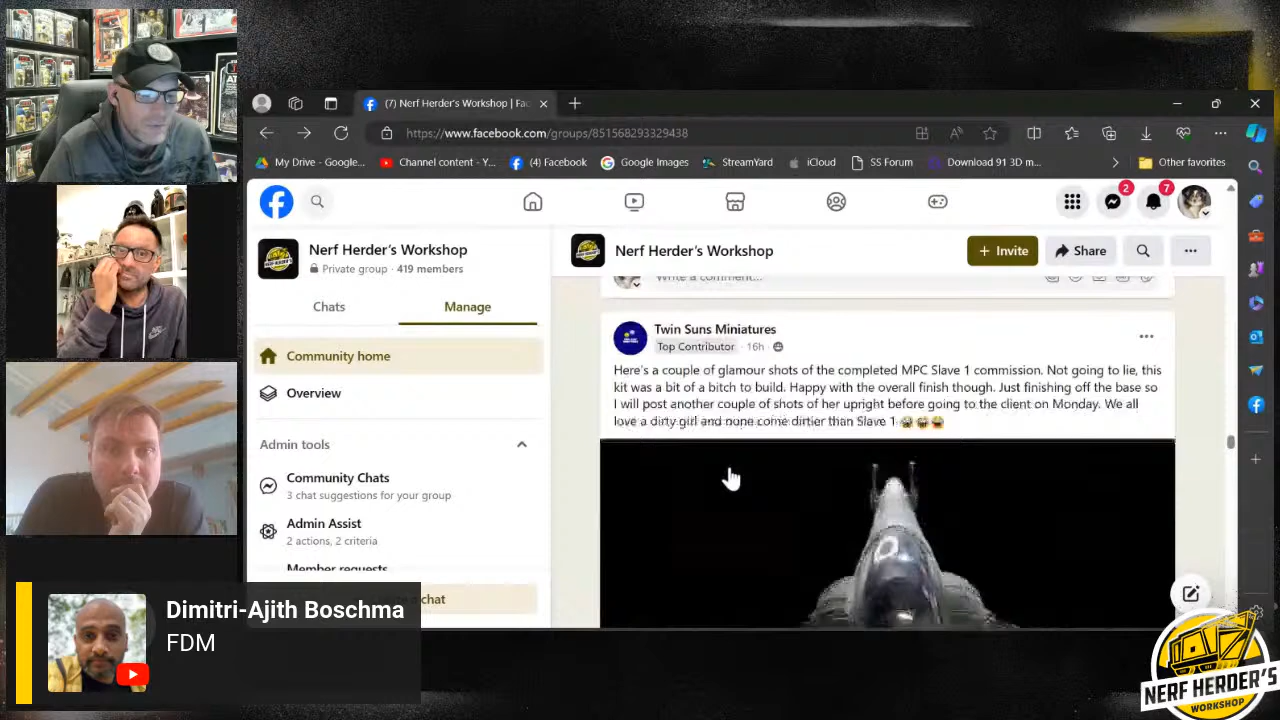 (7) Nerf Herder's Workshop | Fac
https://www.facebook.com/groups/851568293329438
My Drive - Google...
Channel content - Y...
(4) Facebook
Google Images
StreamYard
iCloud
SS Forum
Download 91 3D m...
Other favorites
2
7
Nerf Herder's Workshop
Private group · 419 members
Chats
Manage
Community home
Overview
Admin tools
Community Chats
3 chat suggestions for your group
Admin Assist
2 actions, 2 criteria
Member requests
a chat
Nerf Herder's Workshop
+ Invite
Share
Write a comment...
Twin Suns Miniatures
Top Contributor · 16h
Here's a couple of glamour shots of the completed MPC Slave 1 commission. Not going to lie, this
kit was a bit of a bitch to build. Happy with the overall finish though. Just finishing off the base so
I will post another couple of shots of her upright before going to the client on Monday. We all
love a dirty girl and none come dirtier than Slave 1
Dimitri-Ajith Boschma
FDM
NERF HERDER'S
WORKSHOP